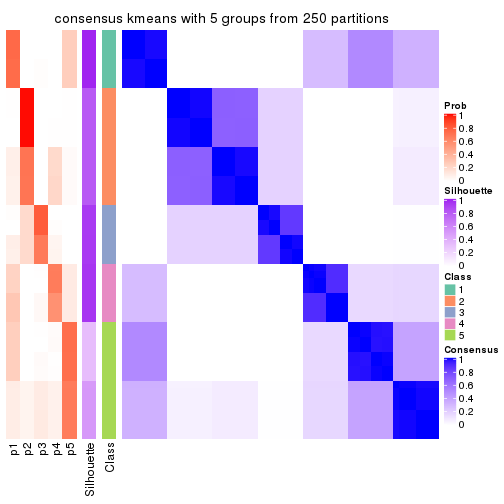 consensus kmeans with 5 groups from 250 partitions
Prob
1
0.8
0.6
0.4
0.2
0
Silhouette
1
0.8
0.6
0.4
0.2
0
Class
1
2
3
4
5
Consensus
1
0.8
0.6
0.4
0.2
0
p1
p2
p3
p4
p5
Silhouette
Class